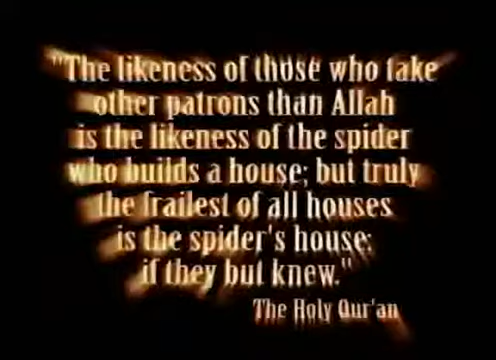 "The likeness of those who take
other patrons than Allah
is the likeness of the spider
who builds a house; but truly
the frailest of all houses
is the spider's house;
if they but knew."
The Holy Qur'an